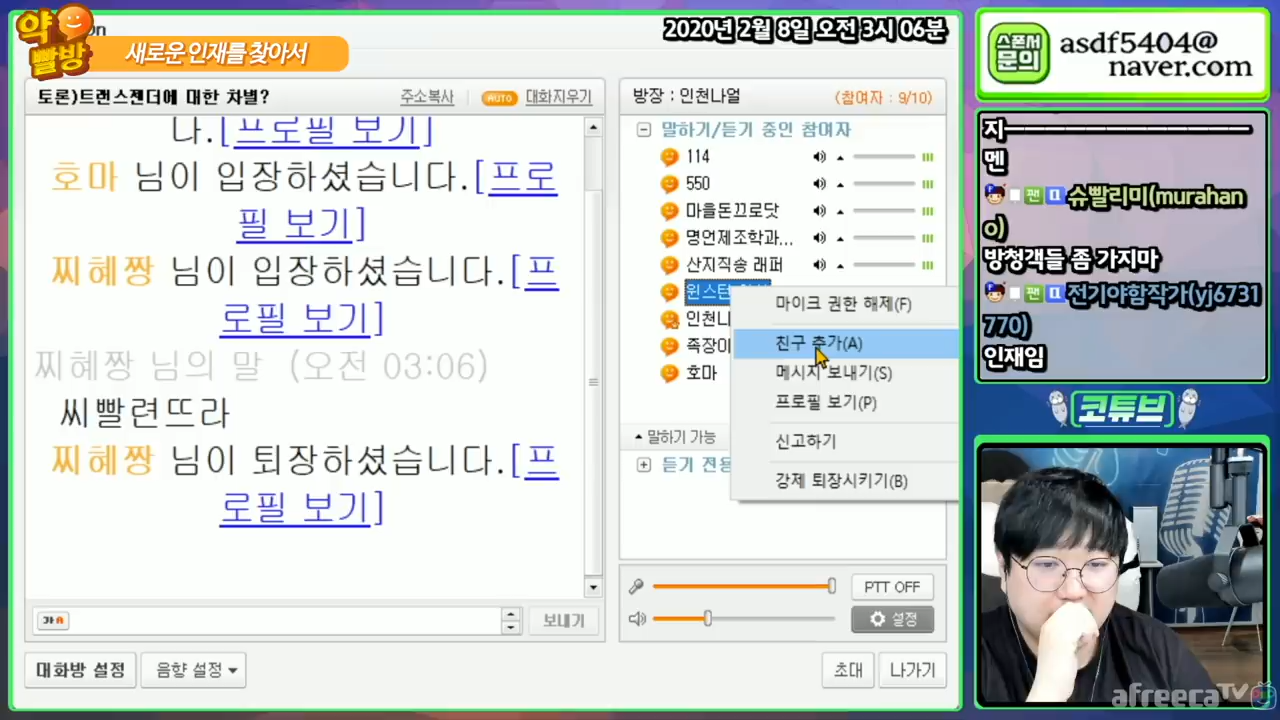 약빨방
on
새로운 인재를 찾아서
2020년 2월 8일 오전 3시 06분
토론)트랜스젠더에 대한 차별?
주소복사
AUTO
대화지우기
나.[프로필 보기]
호마 님이 입장하셨습니다.[프로
필 보기]
찌혜짱 님이 입장하셨습니다.[프
로필 보기]
찌혜짱 님의 말 (오전 03:06)
씨빨련뜨라
찌혜짱 님이 퇴장하셨습니다.[프
로필 보기]
가A
보내기
대화방 설정
음향 설정
방장 : 인천나얼
(참여자 : 9/10)
말하기/듣기 중인 참여자
114
550
마을돈끄로닷
명언제조학과...
산지직송 래퍼
윈스턴
인천나
족장이
호마
말하기 가능
듣기 전용
마이크 권한 해제(F)
친구 추가(A)
메시지 보내기(S)
프로필 보기(P)
신고하기
강제 퇴장시키기(B)
PTT OFF
설정
초대
나가기
스폰서
문의
asdf5404@
naver.com
지━━━━━━━━━━
멘
팬 n 슈빨리미(murahan
o)
방청객들 좀 가지마
팬 n 전기야함작가(yj6731
770)
인재임
코튜브
afreecaTV